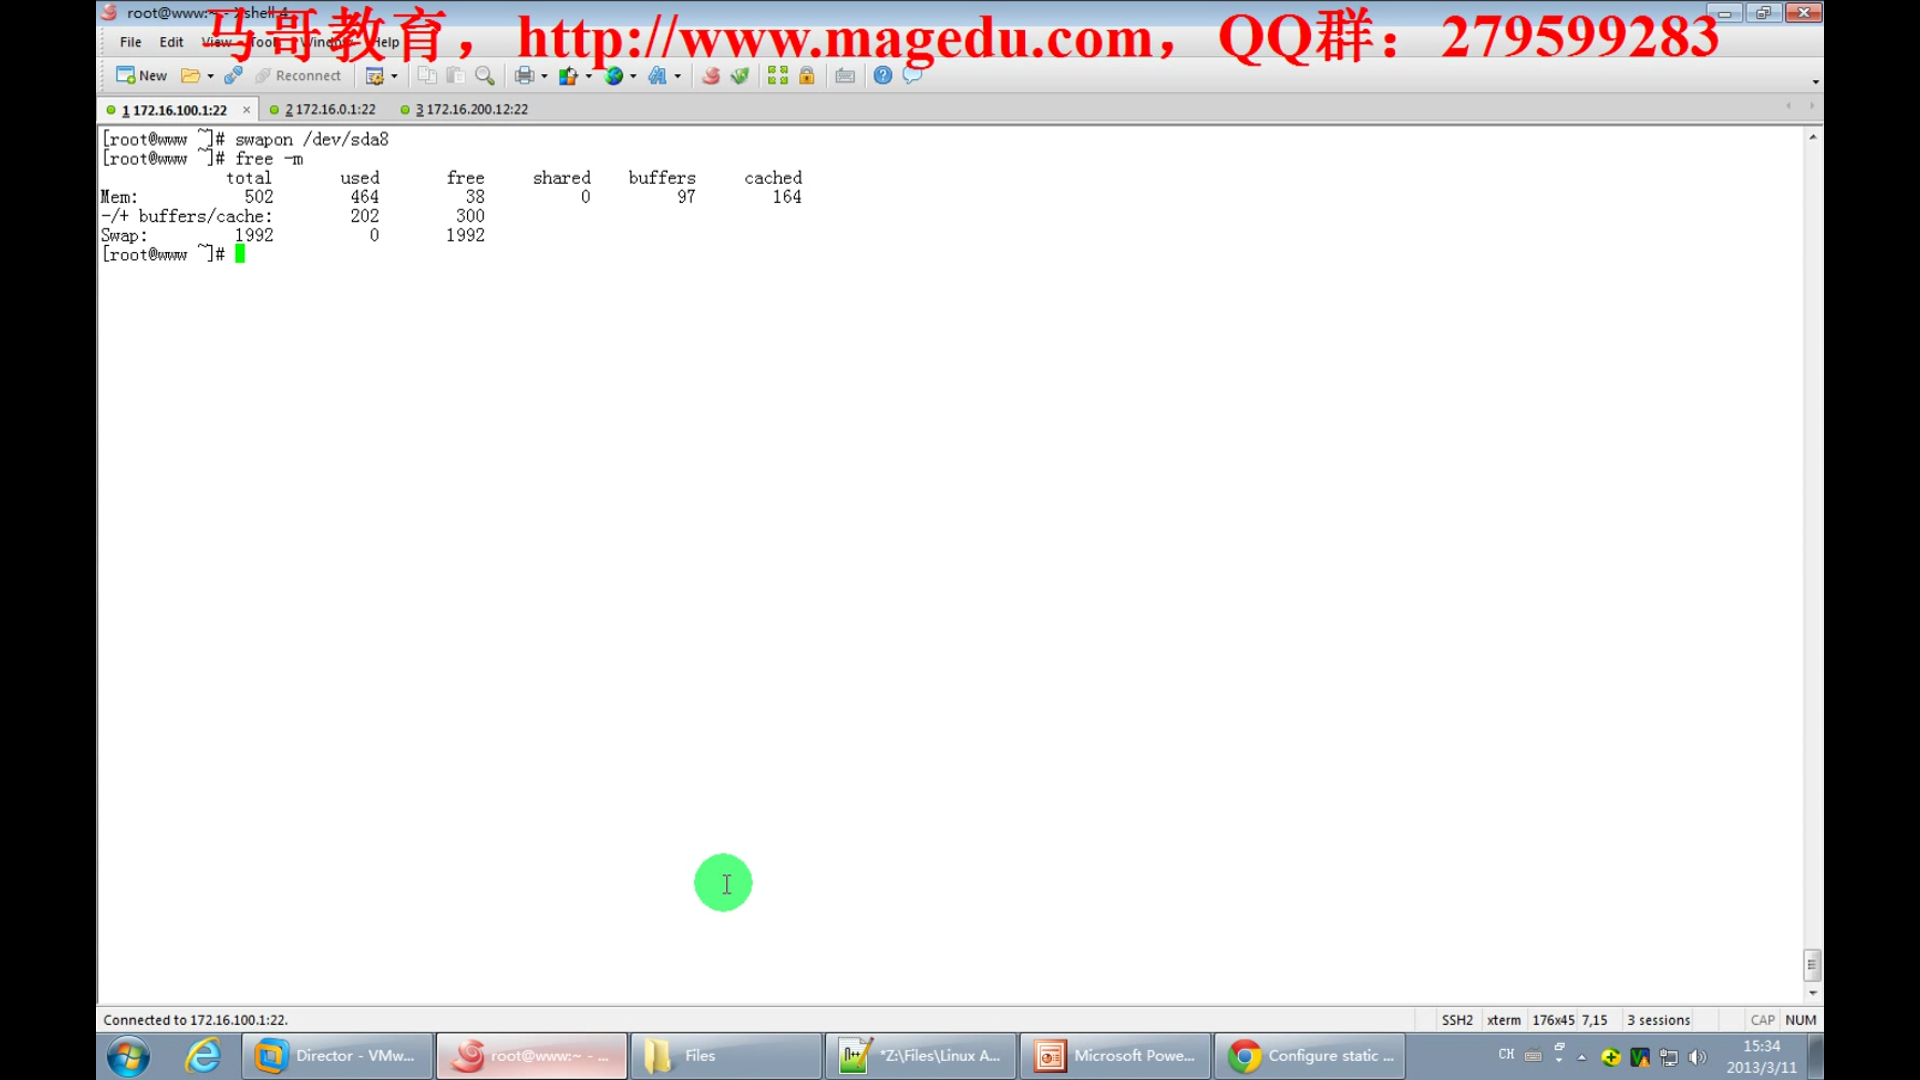 root@www:~ - Xshell 4
马哥教育，http://www.magedu.com，QQ群：279599283
File Edit View Tools Window Help
New Reconnect
1 172.16.100.1:22 2 172.16.0.1:22 3 172.16.200.12:22
[root@www ~]# swapon /dev/sda8
[root@www ~]# free -m
total used free shared buffers cached
Mem: 502 464 38 0 97 164
-/+ buffers/cache: 202 300
Swap: 1992 0 1992
[root@www ~]#
Connected to 172.16.100.1:22. SSH2 xterm 176x45 7,15 3 sessions CAP NUM
Director - VMw... root@www:~ - ... Files *Z:\Files\Linux A... Microsoft Powe... Configure static ... CH 15:34
2013/3/11